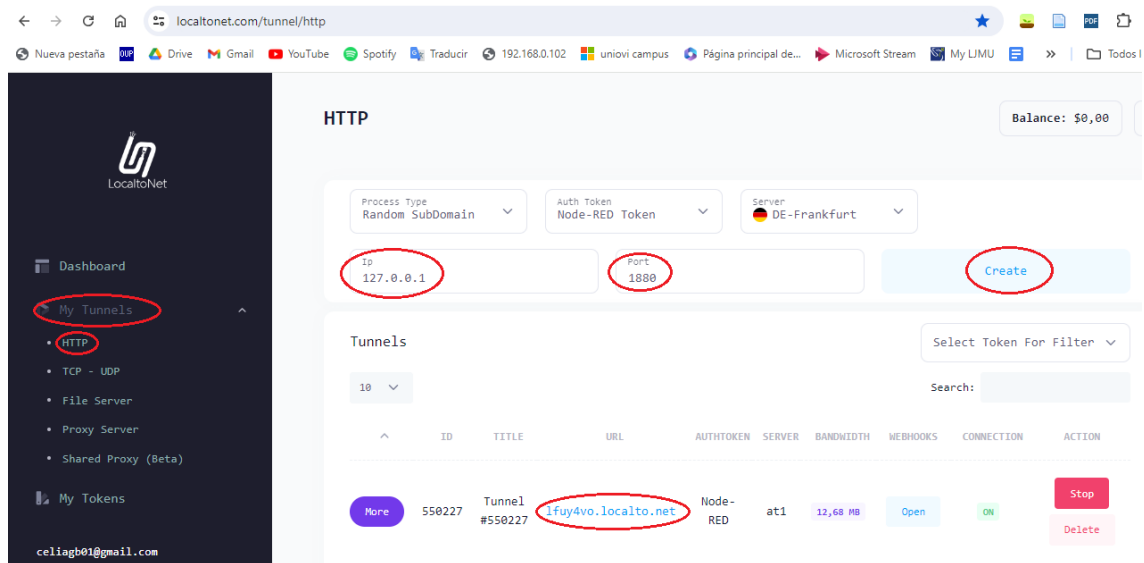 localtonet.com/tunnel/http
Nueva pestaña OUP Drive Gmail YouTube Spotify Traducir 192.168.0.102 uniovi campus Página principal de... Microsoft Stream My LJMU » Todos l
PDF
LocaltoNet
Dashboard
My Tunnels
HTTP
TCP - UDP
File Server
Proxy Server
Shared Proxy (Beta)
My Tokens
celiagb01@gmail.com
HTTP
Balance: $0,00
Process Type
Random SubDomain
Auth Token
Node-RED Token
Server
DE-Frankfurt
Ip
127.0.0.1
Port
1880
Create
Tunnels
Select Token For Filter
10
Search:
ID TITLE URL AUTHTOKEN SERVER BANDWIDTH WEBHOOKS CONNECTION ACTION
More 550227 Tunnel #550227 lfuy4vo.localto.net Node-RED at1 12,68 MB Open ON Stop
Delete